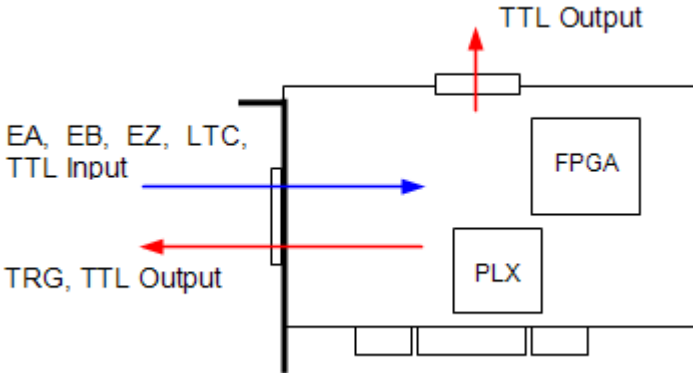 TTL Output
EA, EB, EZ, LTC,
TTL Input
FPGA
TRG, TTL Output
PLX